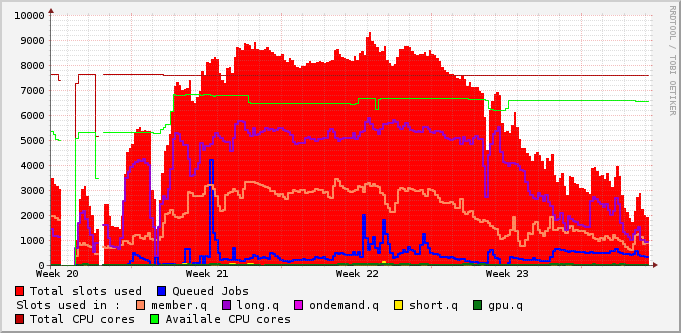 10000
9000
8000
7000
6000
5000
4000
3000
2000
1000
0
Week 20 Week 21 Week 22 Week 23
Total slots used Queued Jobs
Slots used in : member.q long.q ondemand.q short.q gpu.q
Total CPU cores Availale CPU cores
RRDTOOL / TOBI OETIKER